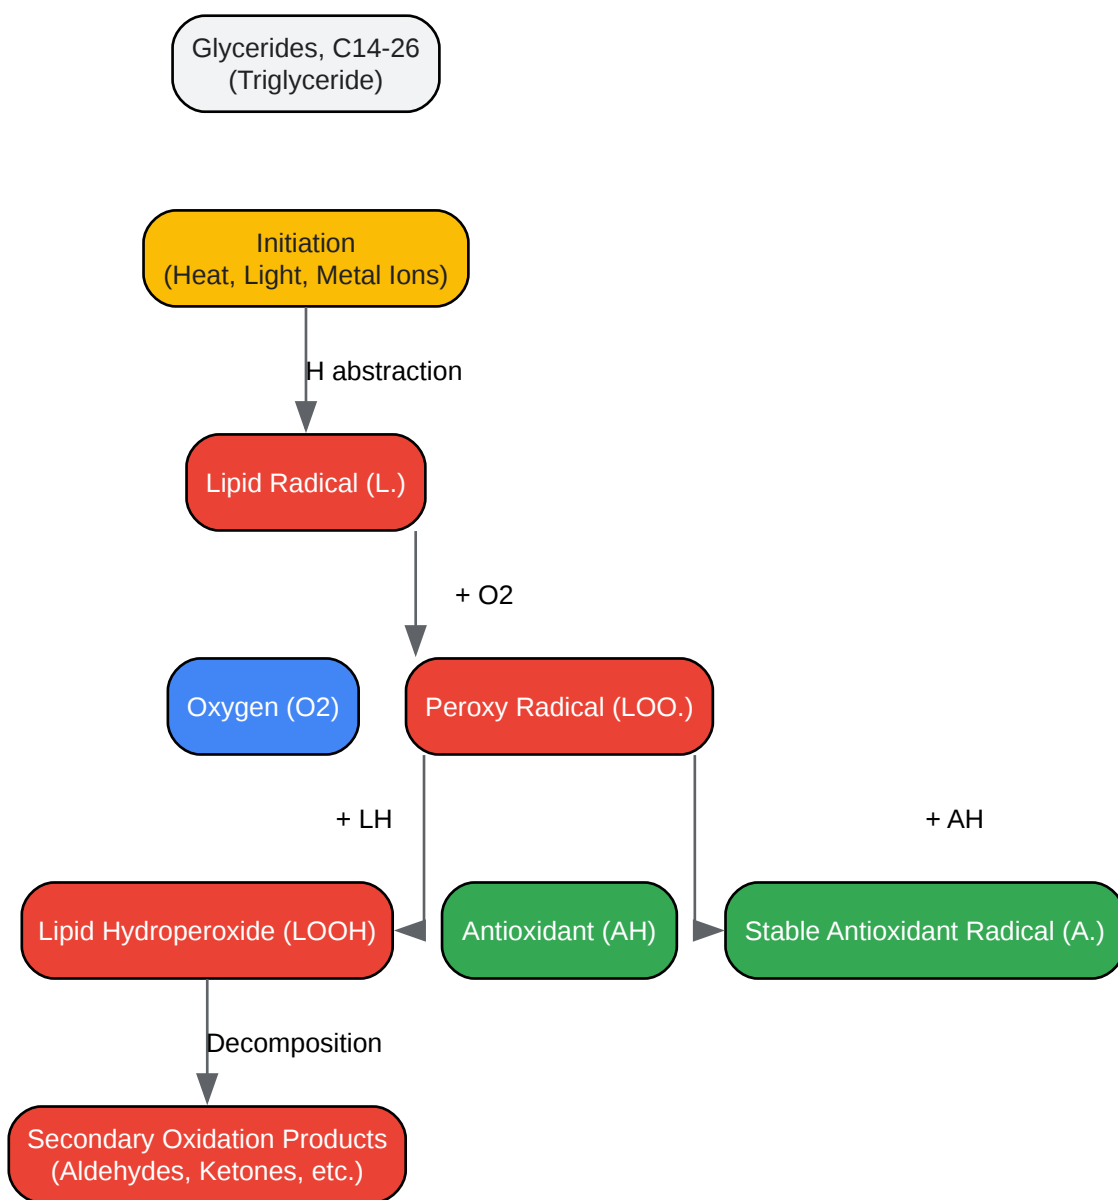 Glycerides, C14-26
(Triglyceride)
Initiation
(Heat, Light, Metal Ions)
H abstraction
Lipid Radical (L.)
+ O2
Oxygen (O2)
Peroxy Radical (LOO.)
+ LH
+ AH
Lipid Hydroperoxide (LOOH)
Antioxidant (AH)
Stable Antioxidant Radical (A.)
Decomposition
Secondary Oxidation Products
(Aldehydes, Ketones, etc.)